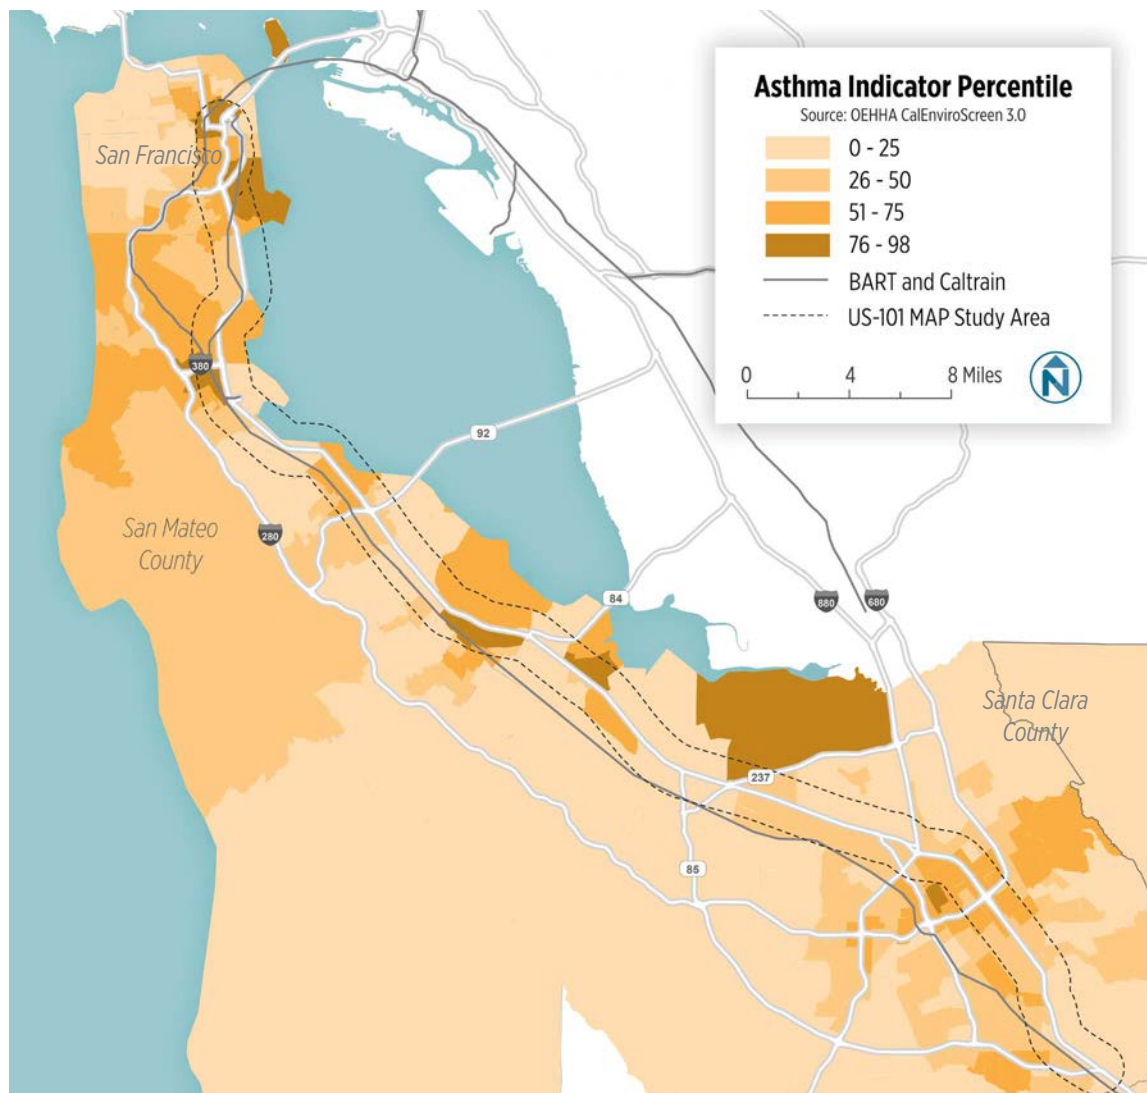 Asthma Indicator Percentile
Source: OEHHA CalEnviroScreen 3.0
0 - 25
26 - 50
51 - 75
76 - 98
BART and Caltrain
US-101 MAP Study Area
0 4 8 Miles
N
San Francisco
380
92
San Mateo
County
280
84
880
680
Santa Clara
County
237
85